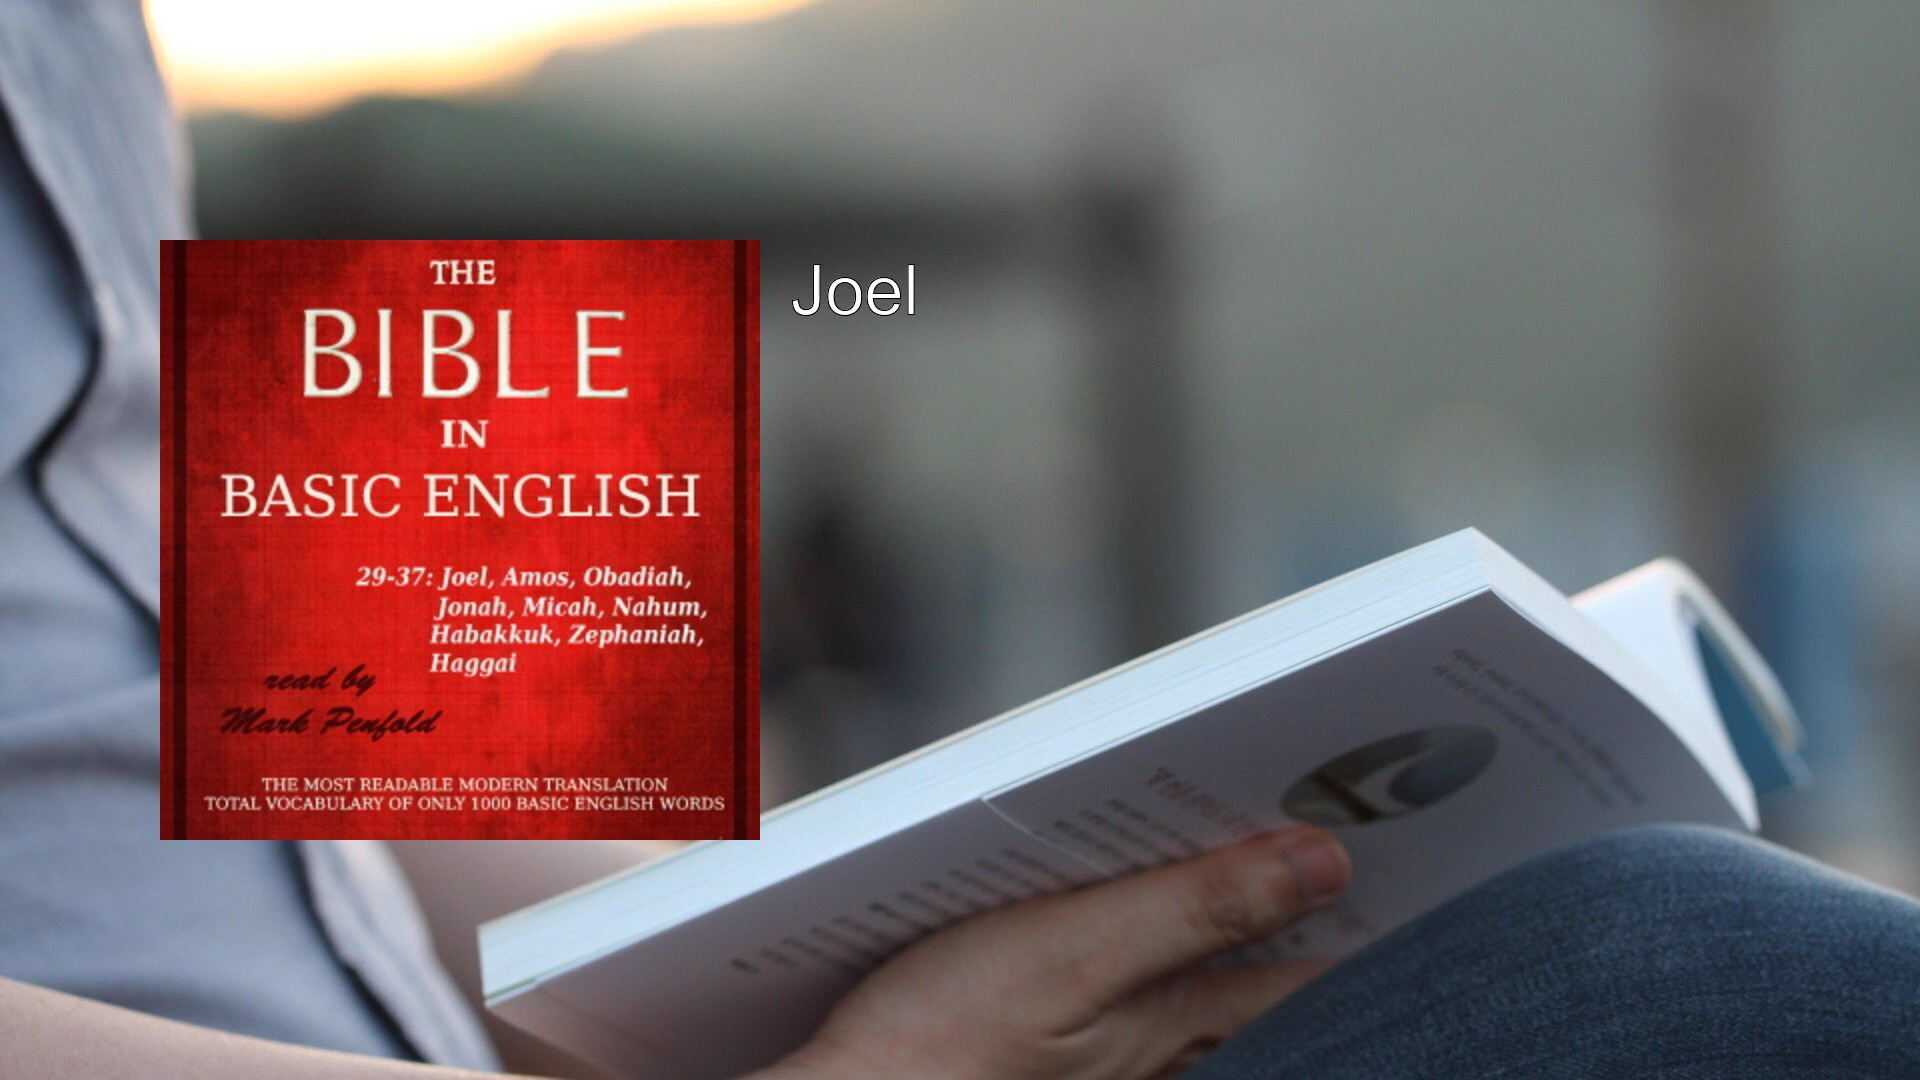 THE
BIBLE
IN
BASIC ENGLISH
29-37: Joel, Amos, Obadiah,
Jonah, Micah, Nahum,
Habakkuk, Zephaniah,
Haggai
read by
Mark Penfold
THE MOST READABLE MODERN TRANSLATION
TOTAL VOCABULARY OF ONLY 1000 BASIC ENGLISH WORDS
Joel